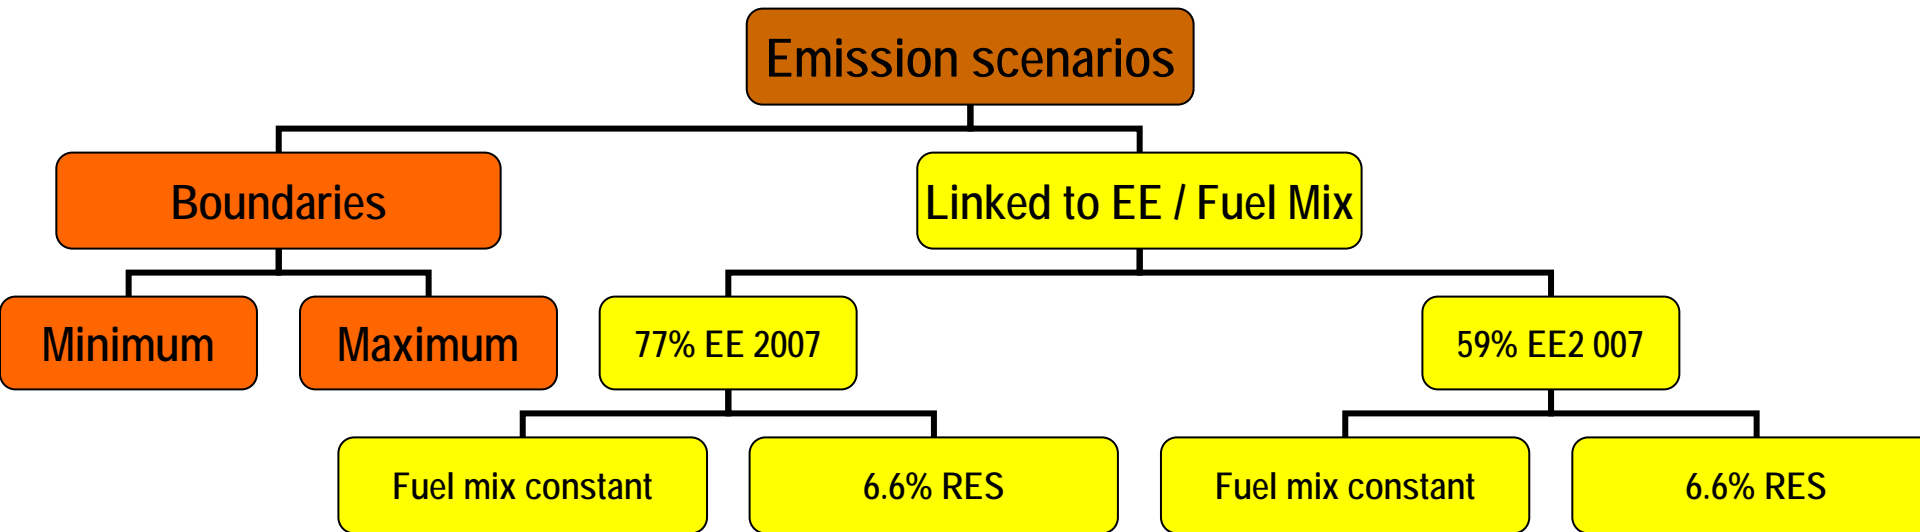 Emission scenarios
Boundaries
Linked to EE / Fuel Mix
Minimum
Maximum
77% EE 2007
59% EE2 007
Fuel mix constant
6.6% RES
Fuel mix constant
6.6% RES